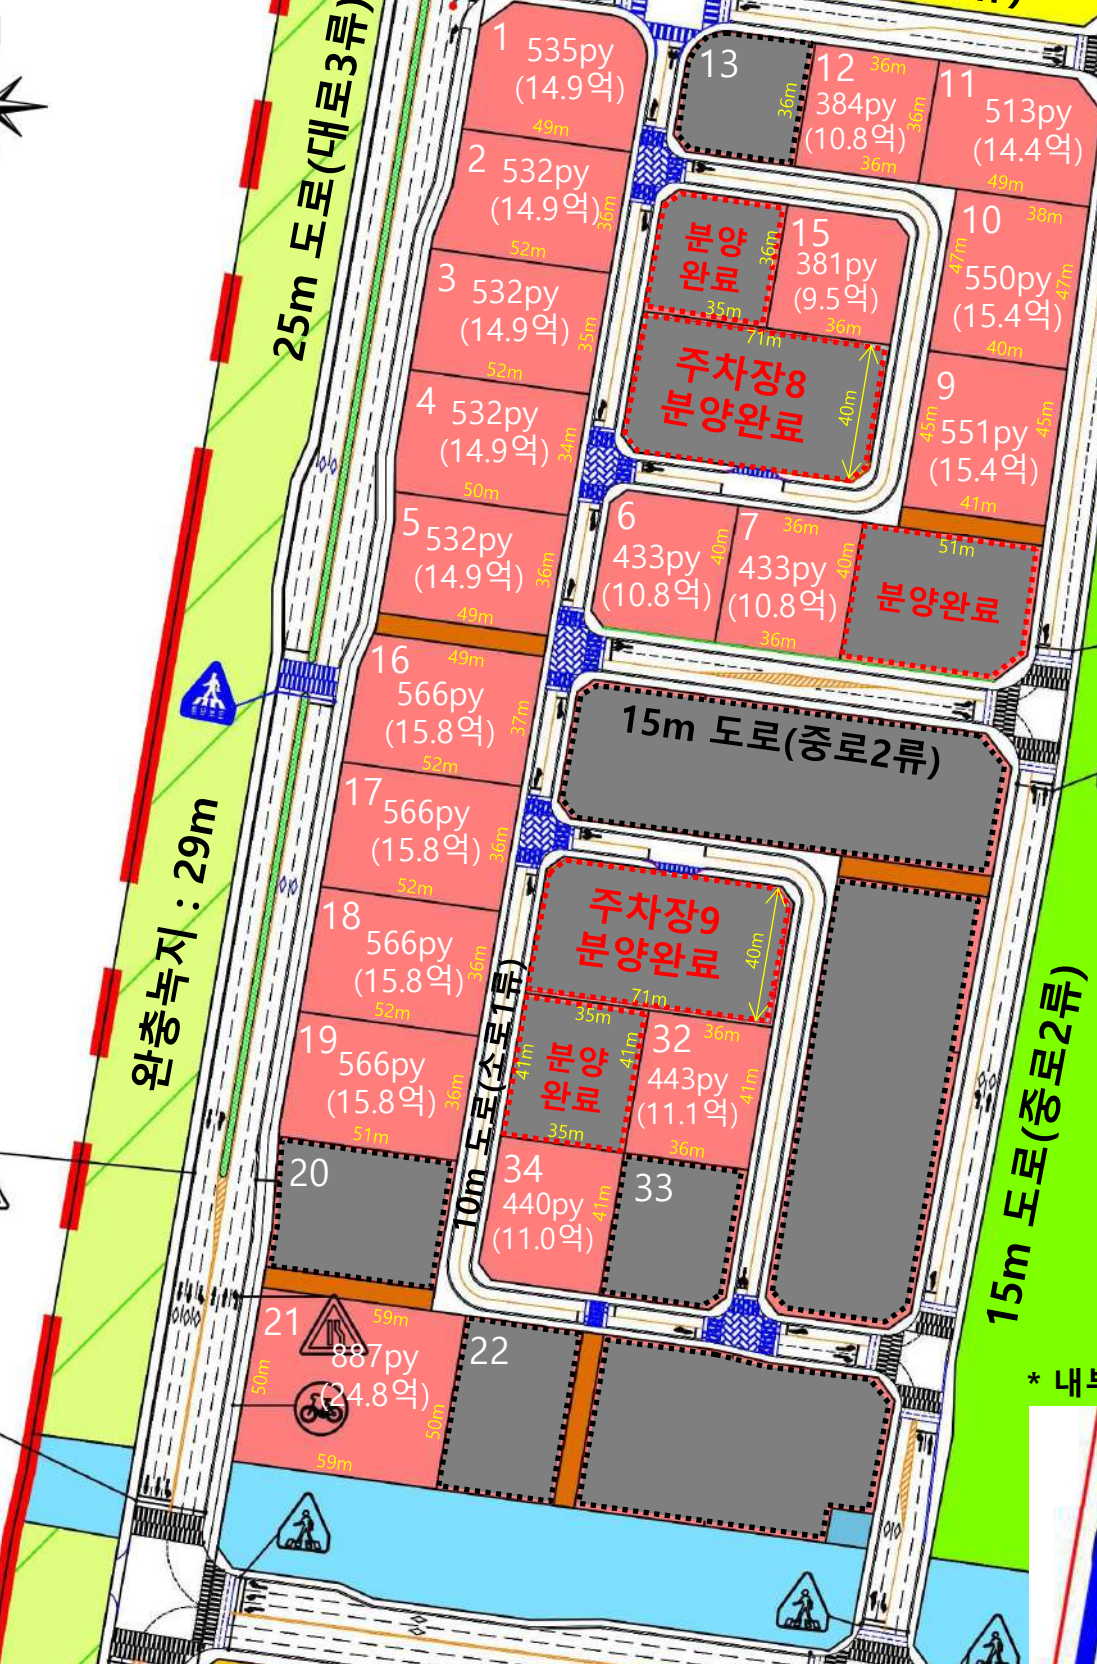 25m 도로(대로3류)
1
535py
(14.9억)
49m
2
532py
(14.9억)
36m
52m
3
532py
(14.9억)
35m
52m
4
532py
(14.9억)
34m
50m
5
532py
(14.9억)
36m
49m
13
36m
12
36m
384py
(10.8억)
36m
36m
11
513py
(14.4억)
49m
분양
완료
36m
35m
15
381py
(9.5억)
36m
10
38m
47m
550py
(15.4억)
47m
40m
71m
주차장8
분양완료
40m
9
45m
551py
(15.4억)
45m
41m
6
433py
(10.8억)
40m
7
36m
433py
(10.8억)
40m
36m
51m
분양완료
16
49m
566py
(15.8억)
37m
52m
15m 도로(중로2류)
17
566py
(15.8억)
36m
52m
완충녹지 : 29m
18
566py
(15.8억)
36m
52m
주차장9
분양완료
40m
71m
10m 도로(소로1류)
19
566py
(15.8억)
36m
51m
35m
분양
완료
41m
41m
35m
32
36m
443py
(11.1억)
41m
36m
15m 도로(중로2류)
20
34
440py
(11.0억)
41m
33
21
59m
887py
(24.8억)
50m
50m
59m
22
* 내부